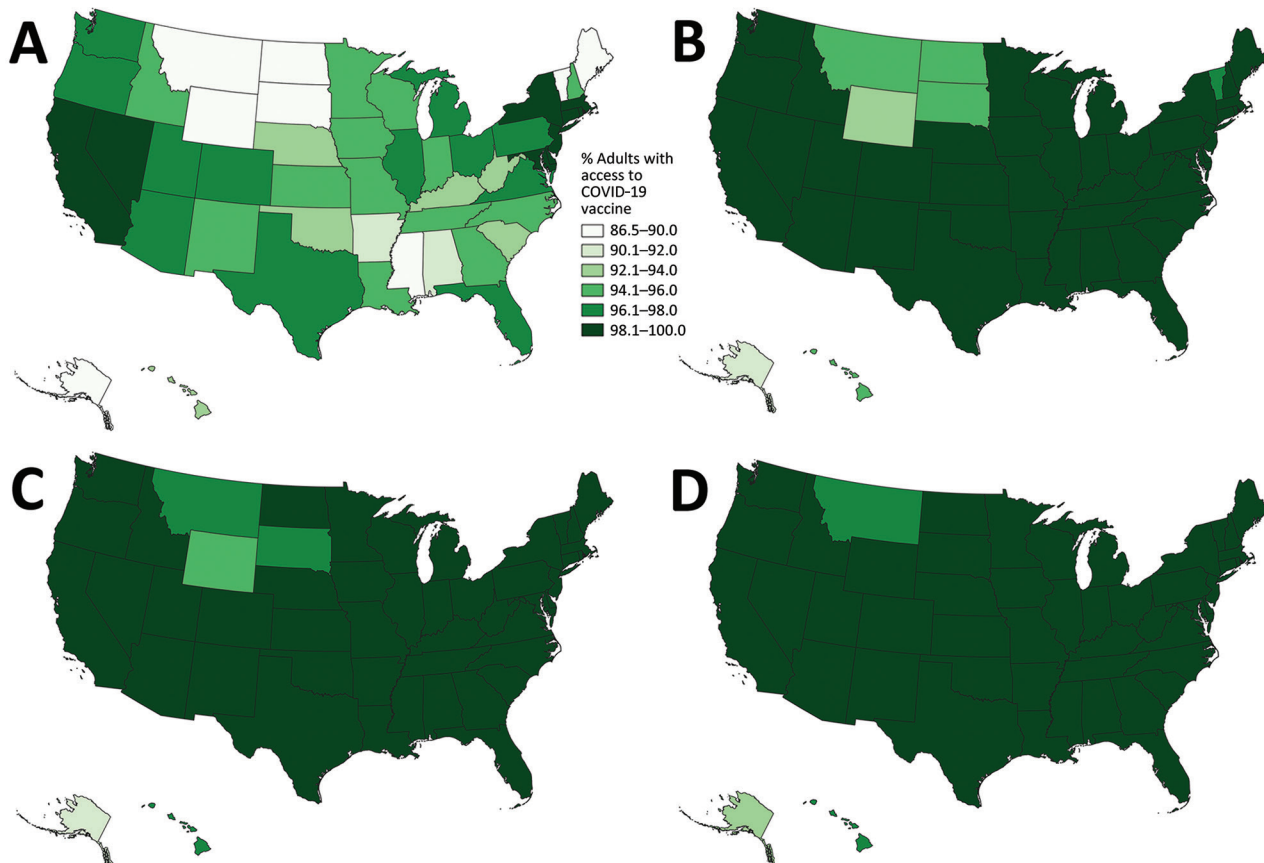 A
B
% Adults with
access to
COVID-19
vaccine
86.5–90.0
90.1–92.0
92.1–94.0
94.1–96.0
96.1–98.0
98.1–100.0
C
D